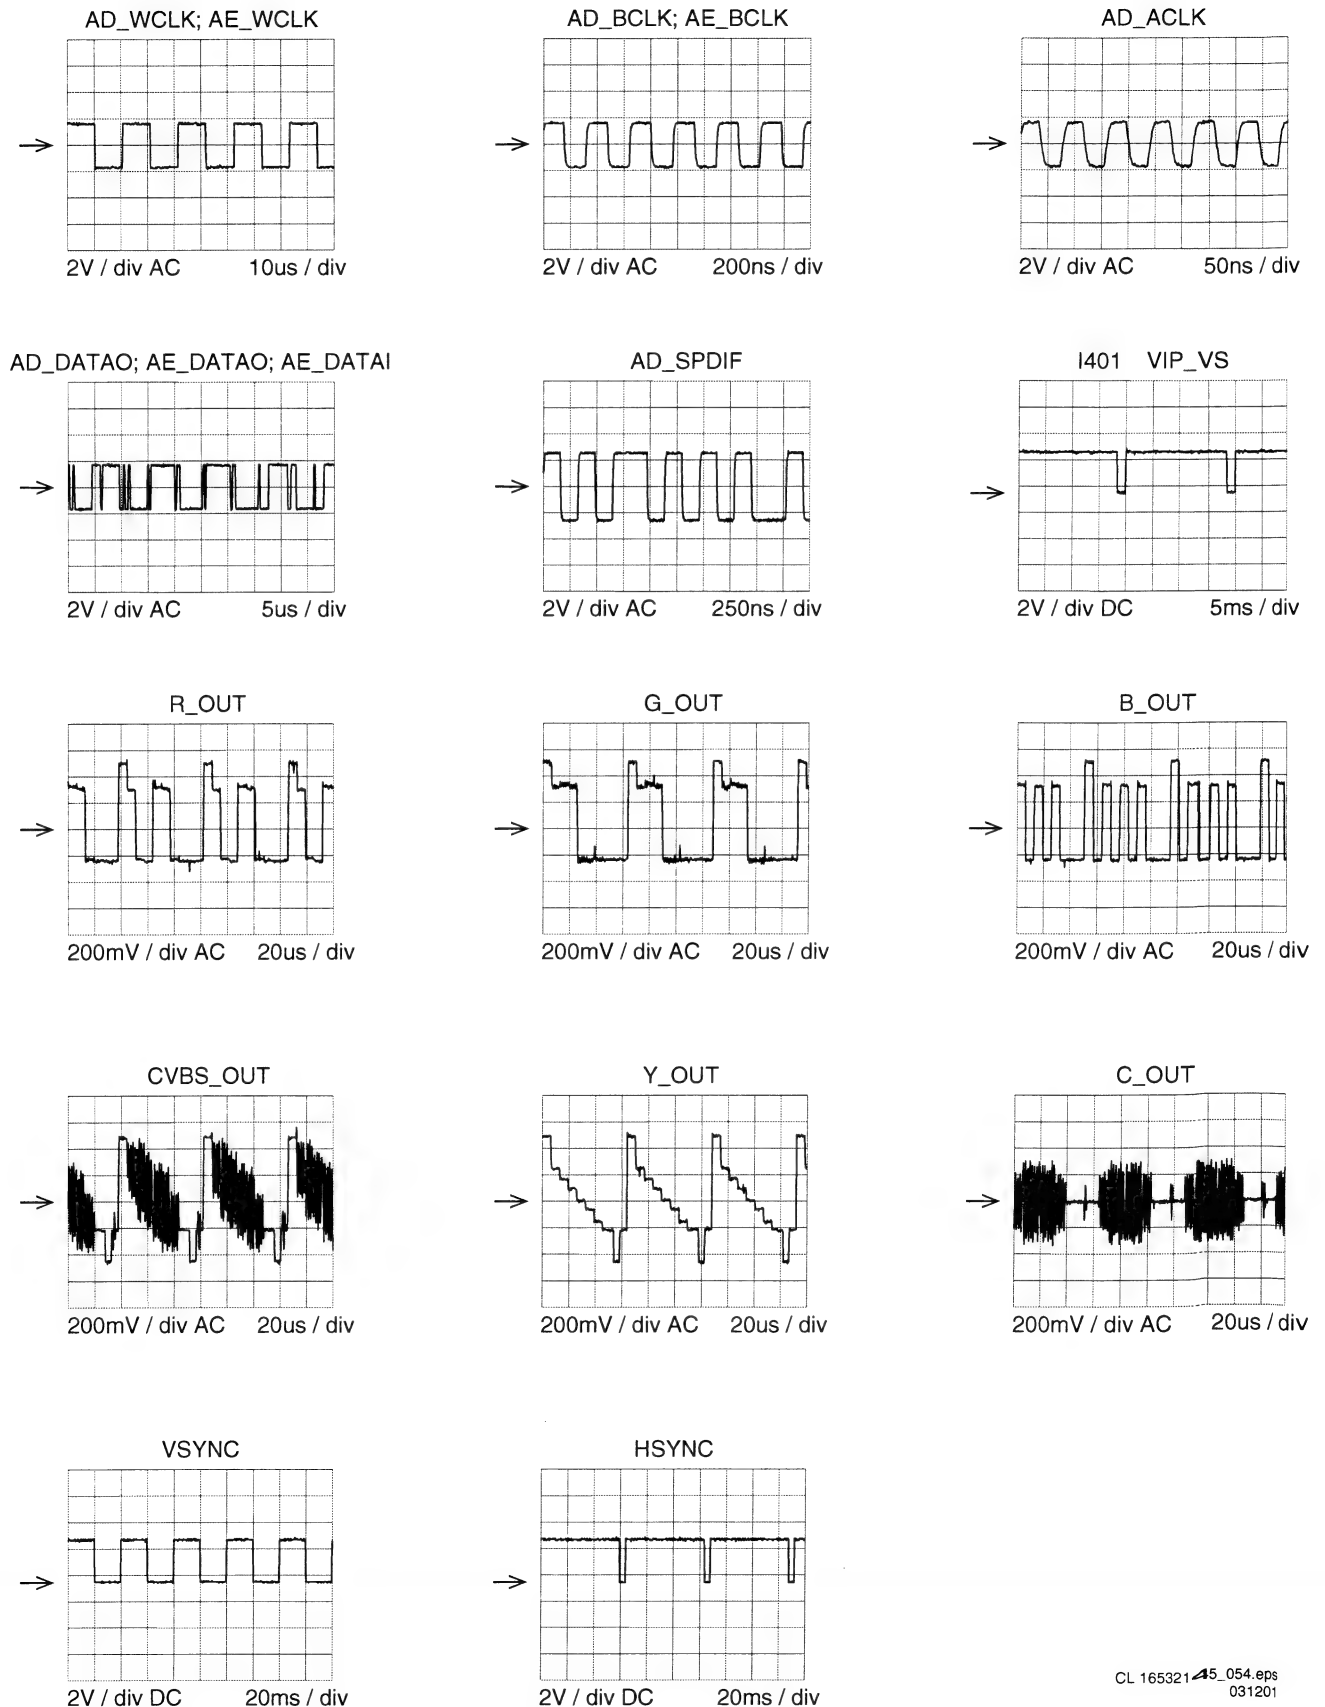 AD_WCLK; AE_WCLK
AD_BCLK; AE_BCLK
AD_ACLK
2V / div AC 10us / div
2V / div AC 200ns / div
2V / div AC 50ns / div
AD_DATAO; AE_DATAO; AE_DATAI
AD_SPDIF
I401 VIP_VS
2V / div AC 5us / div
2V / div AC 250ns / div
2V / div DC 5ms / div
R_OUT
G_OUT
B_OUT
200mV / div AC 20us / div
200mV / div AC 20us / div
200mV / div AC 20us / div
CVBS_OUT
Y_OUT
C_OUT
200mV / div AC 20us / div
200mV / div AC 20us / div
200mV / div AC 20us / div
VSYNC
HSYNC
2V / div DC 20ms / div
2V / div DC 20ms / div
CL
031201